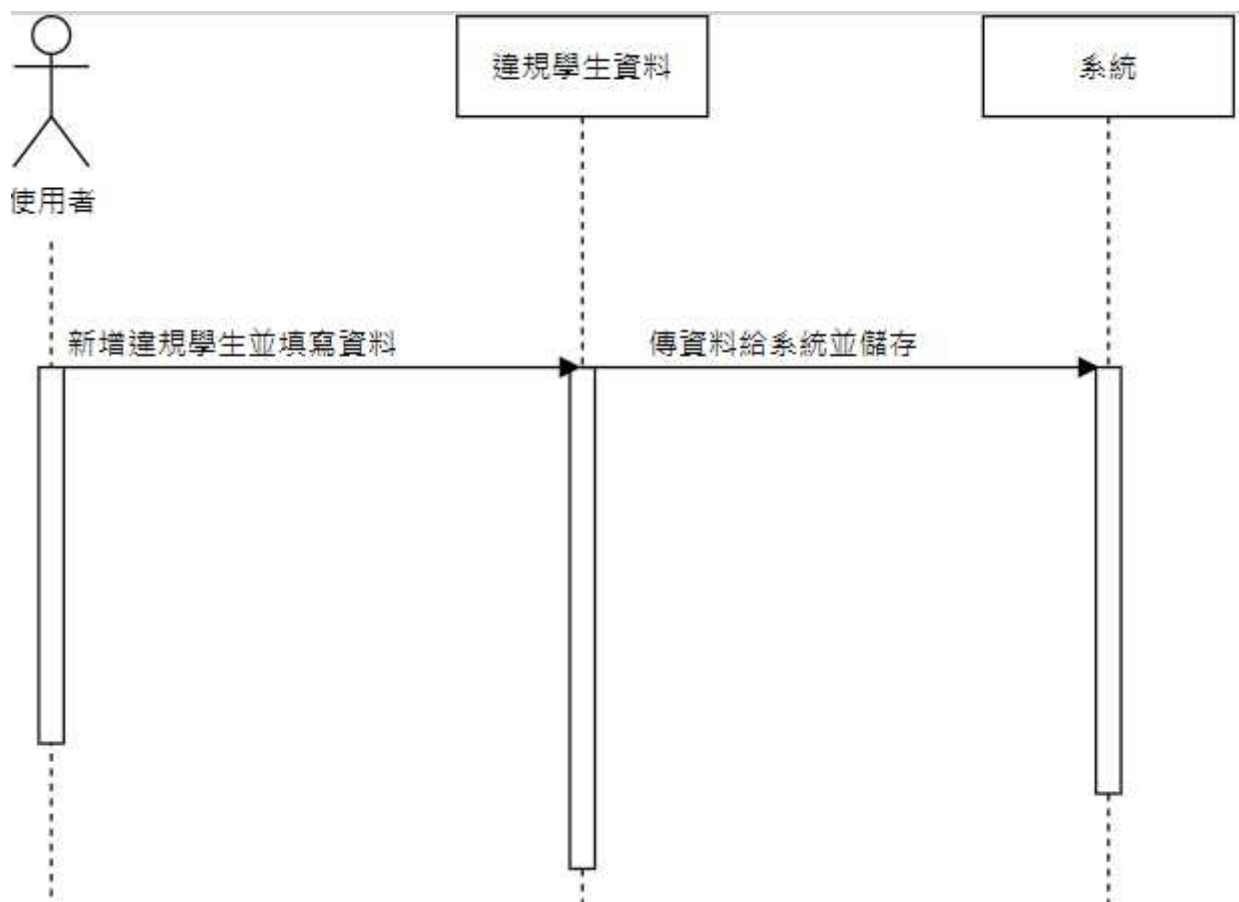 違規學生資料
系統
使用者
新增違規學生並填寫資料
傳資料給系統並儲存